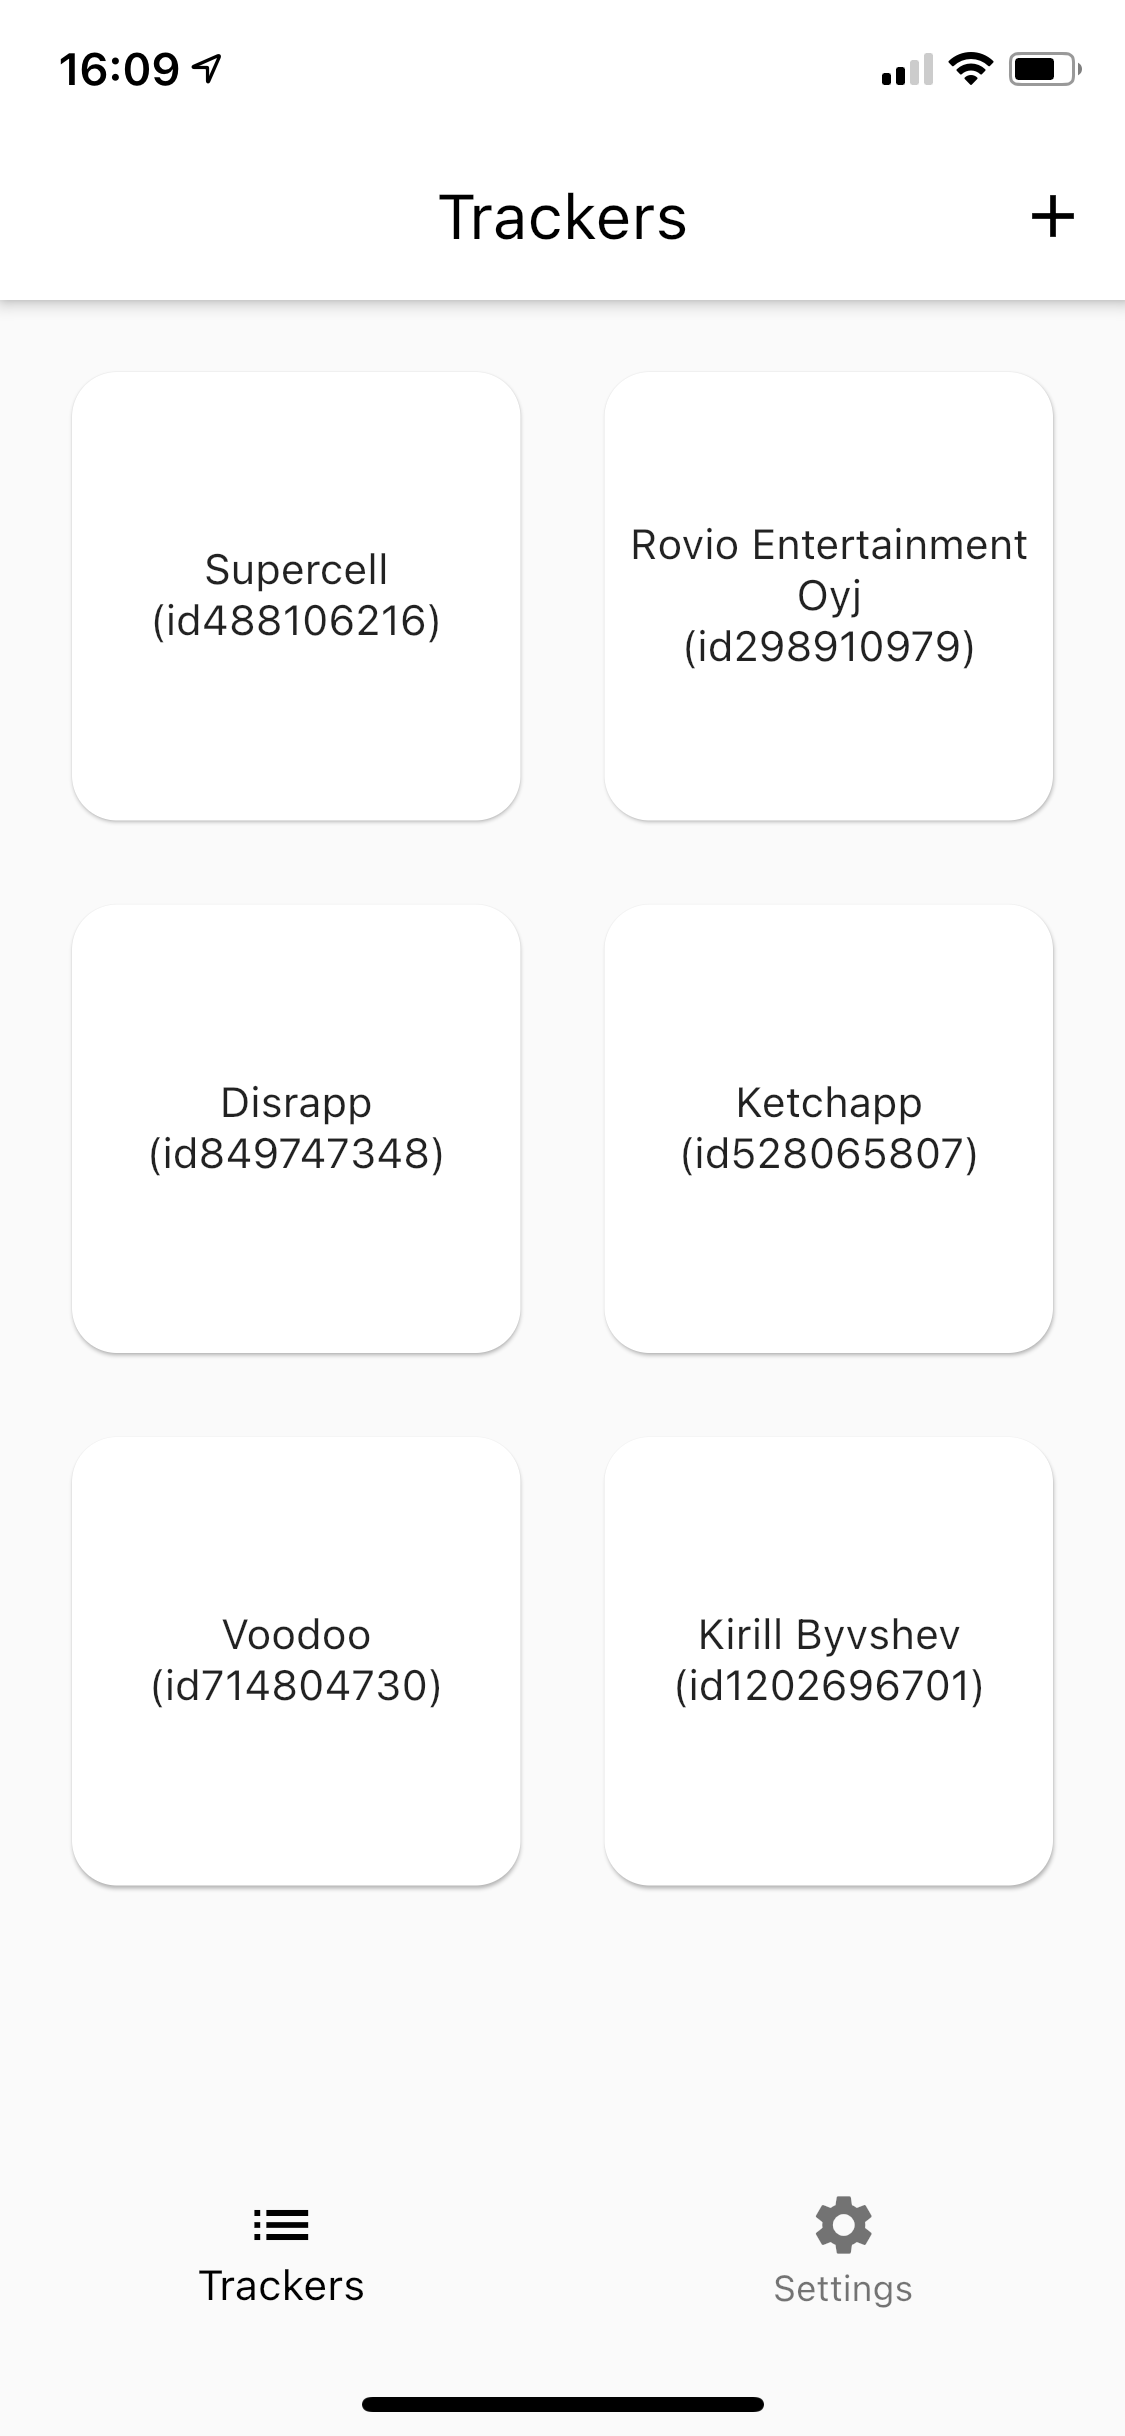 16:09
Trackers
Supercell
(id488106216)
Rovio Entertainment
Oyj
(id298910979)
Disrapp
(id849747348)
Ketchapp
(id528065807)
Voodoo
(id714804730)
Kirill Byvshev
(id1202696701)
Trackers
Settings